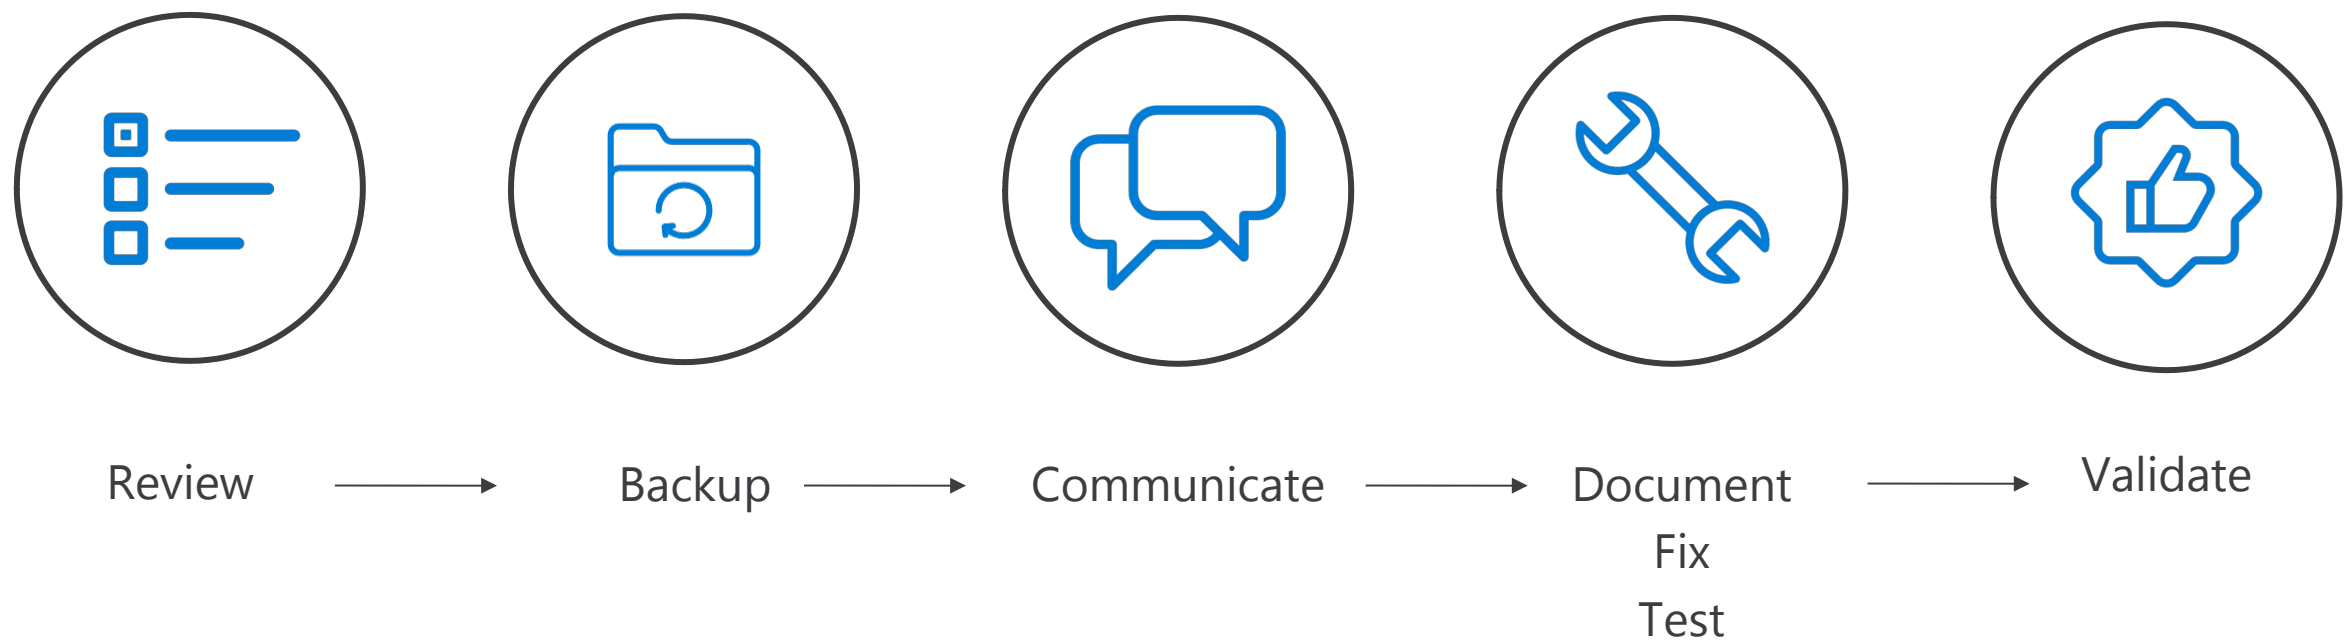 Review
Backup
Communicate
Document
Fix
Test
Validate